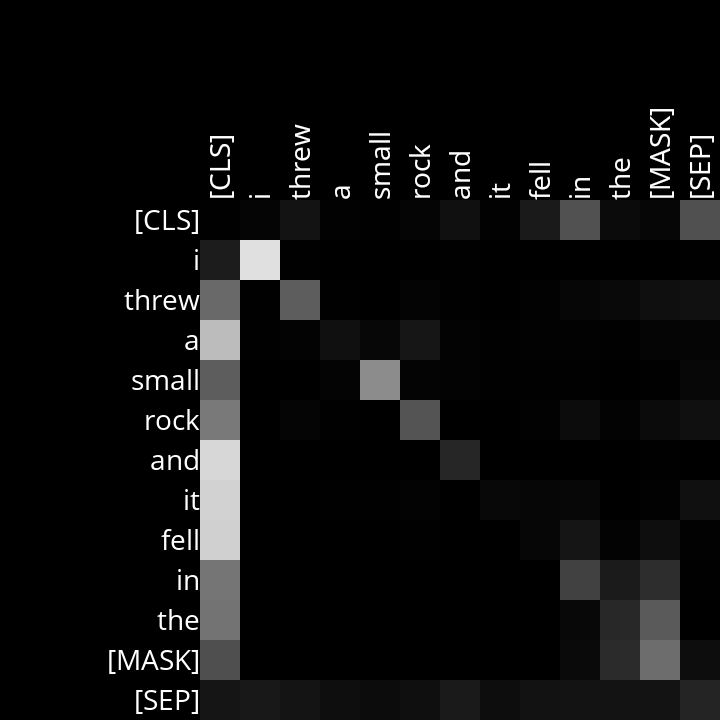 [CLS] i threw a small rock and it fell in the [MASK] [SEP]
[CLS]
i
threw
a
small
rock
and
it
fell
in
the
[MASK]
[SEP]